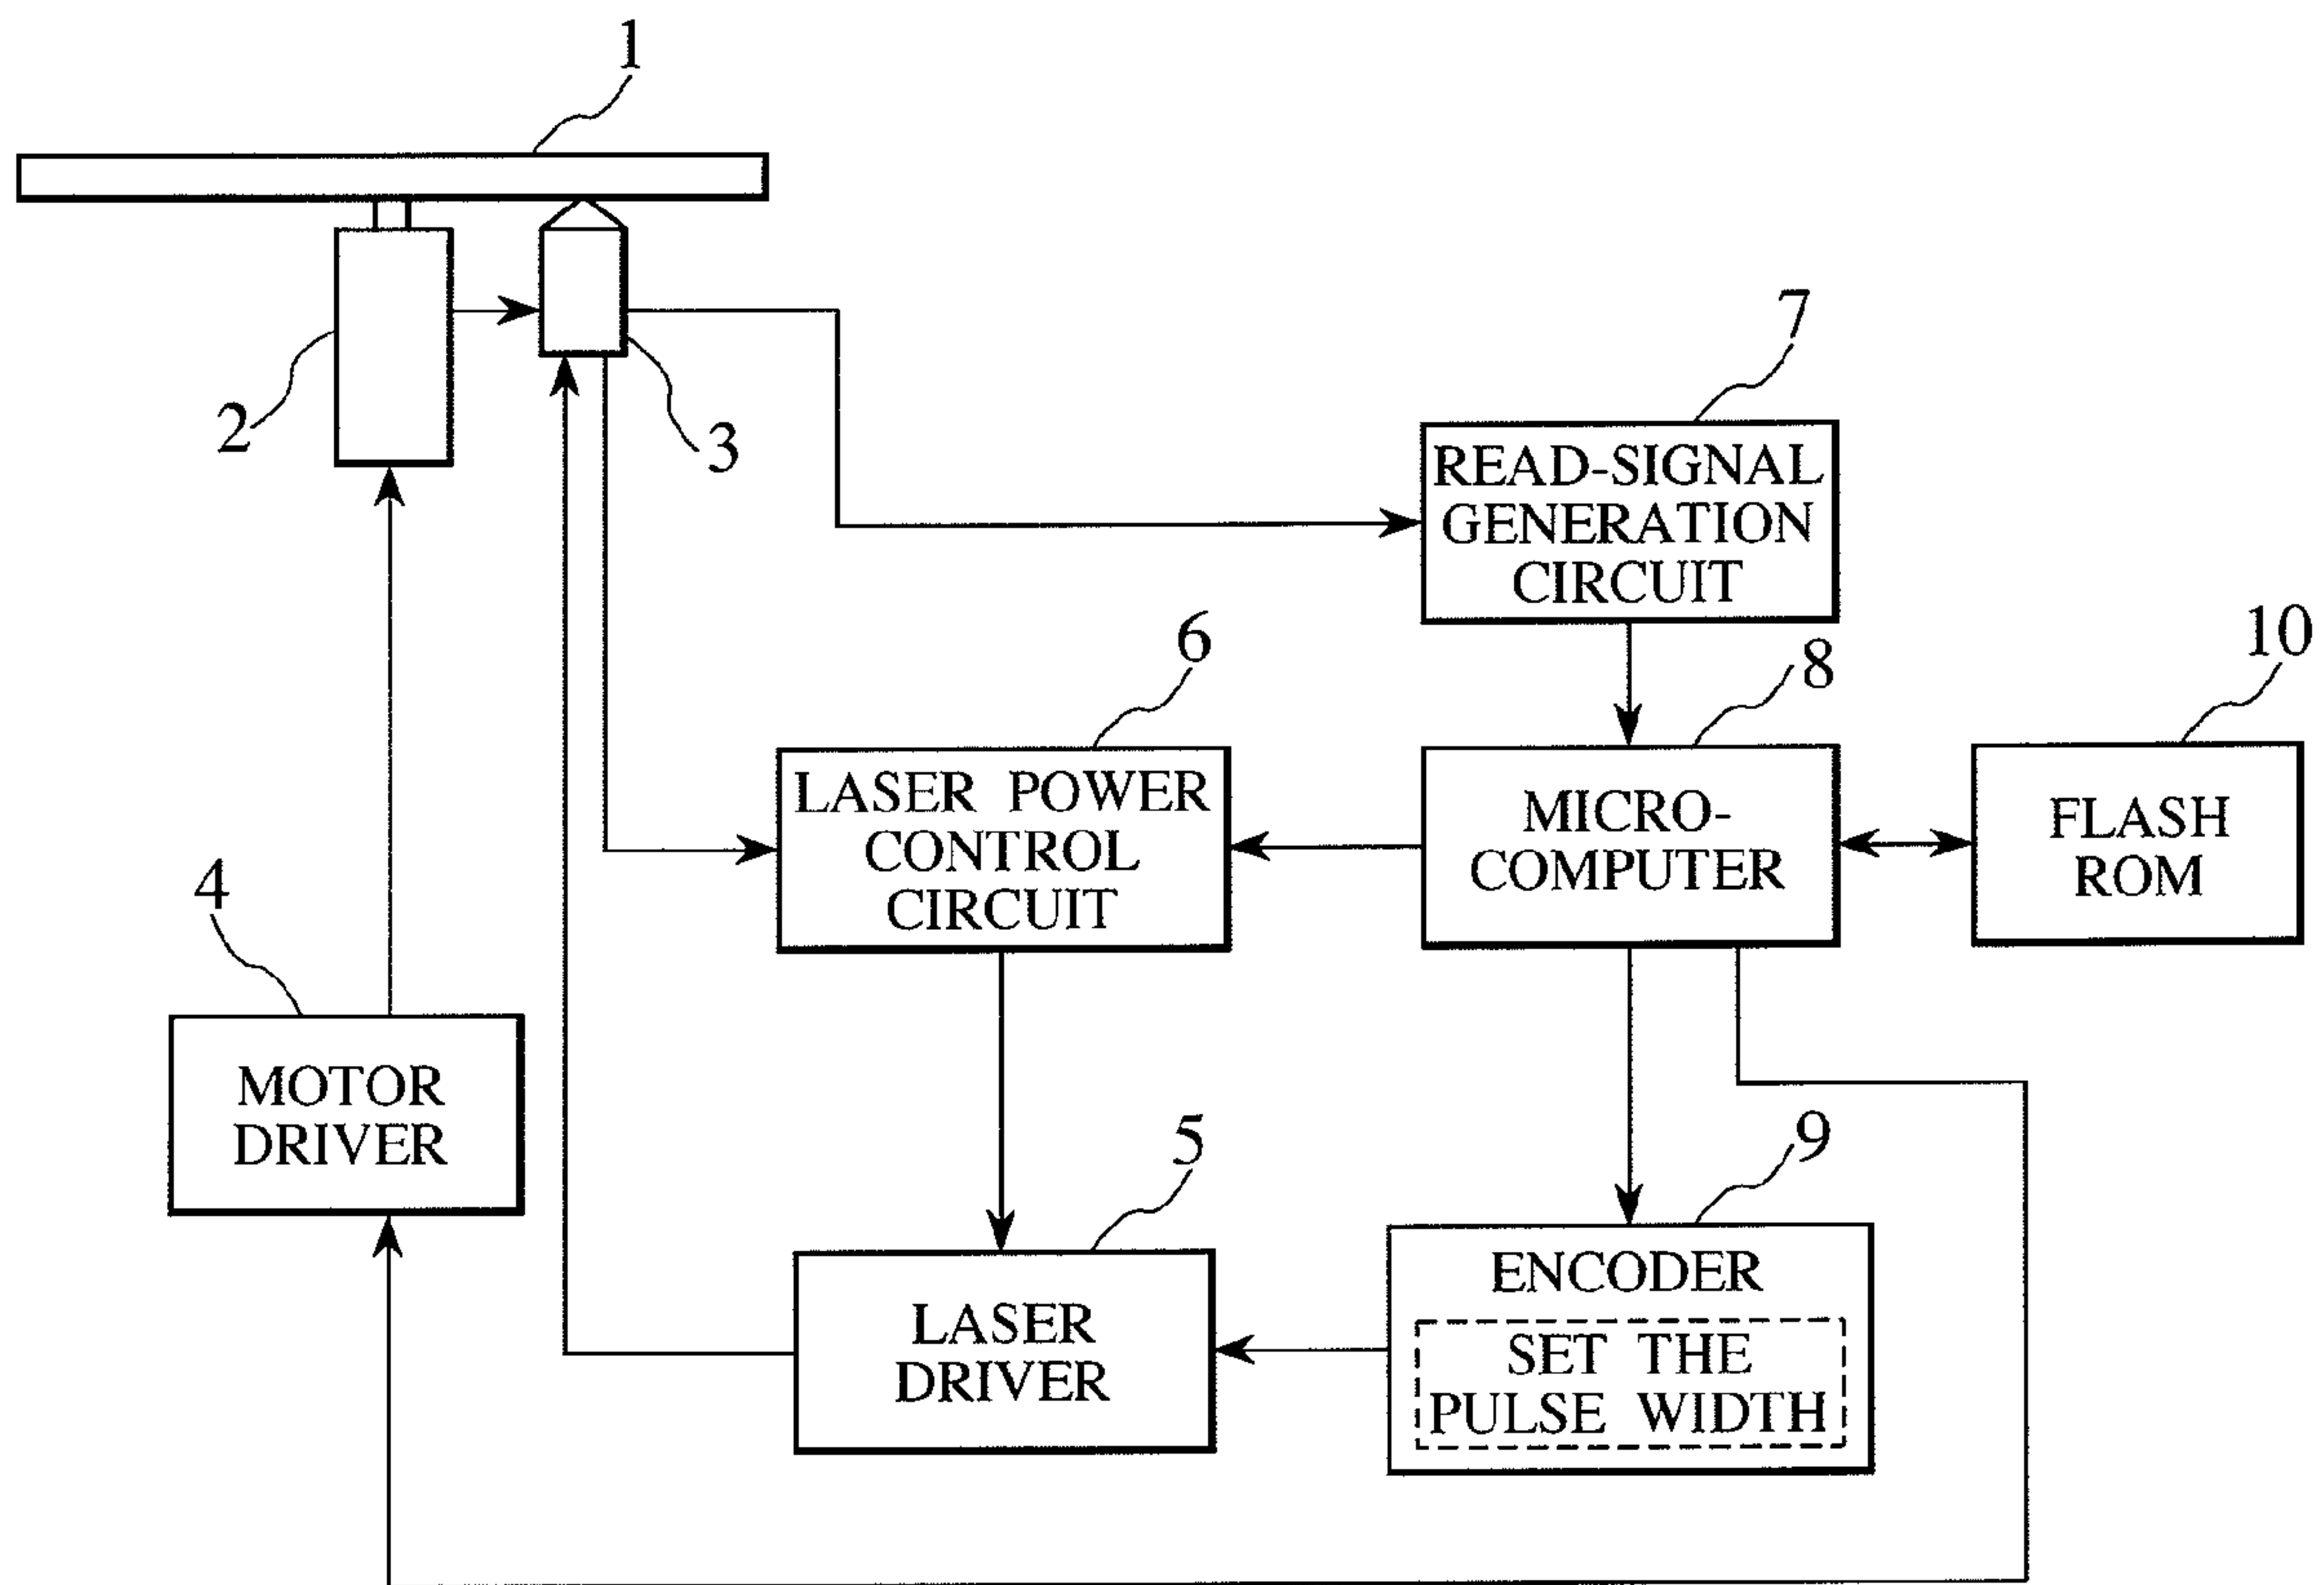 1
2
3
7
READ-SIGNAL
GENERATION
CIRCUIT
6
8
10
LASER POWER
CONTROL
CIRCUIT
MICRO-
COMPUTER
FLASH
ROM
4
MOTOR
DRIVER
5
9
LASER
DRIVER
ENCODER
SET THE
PULSE WIDTH